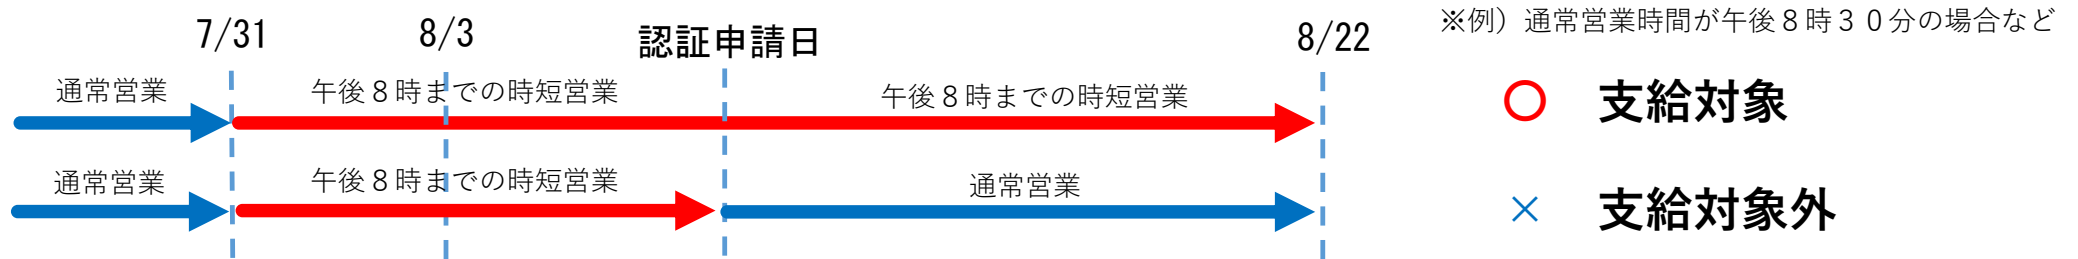 ※例）通常営業時間が午後８時３０分の場合など
7/31
8/3
認証申請日
8/22
通常営業
午後８時までの時短営業
午後８時までの時短営業
○
支給対象
通常営業
午後８時までの時短営業
通常営業
×
支給対象外